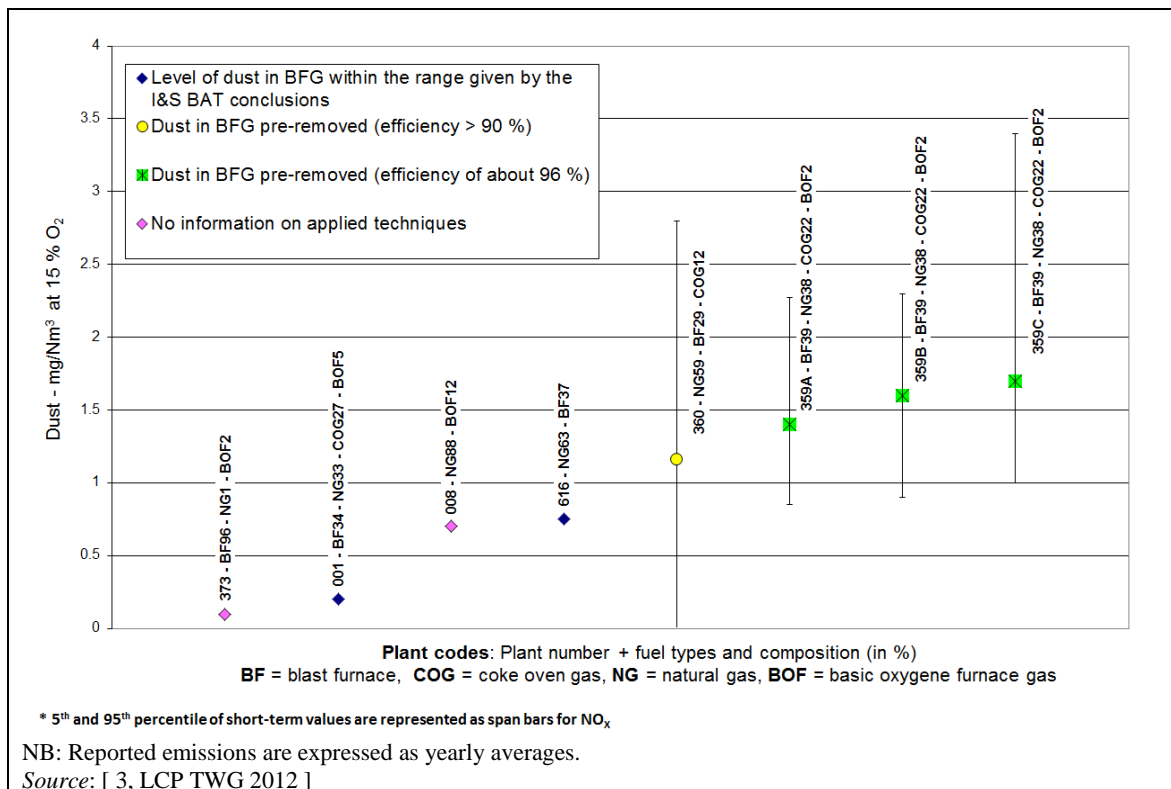 4
3.5
3
2.5
2
1.5
1
0.5
0
Dust - mg/Nm³ at 15 % O₂
Level of dust in BFG within the range given by the
I&S BAT conclusions
Dust in BFG pre-removed (efficiency > 90 %)
Dust in BFG pre-removed (efficiency of about 96 %)
No information on applied techniques
373 - BF96 - NG1 - BOF2
001 - BF34 - NG33 - COG27 - BOF5
008 - NG88 - BOF12
616 - NG63 - BF37
360 - NG59 - BF29 - COG12
359A - BF39 - NG38 - COG22 - BOF2
359B - BF39 - NG38 - COG22 - BOF2
359C - BF39 - NG38 - COG22 - BOF2
Plant codes: Plant number + fuel types and composition (in %)
BF = blast furnace, COG = coke oven gas, NG = natural gas, BOF = basic oxygene furnace gas
* 5th and 95th percentile of short-term values are represented as span bars for NOX
NB: Reported emissions are expressed as yearly averages.
Source: [ 3, LCP TWG 2012 ]